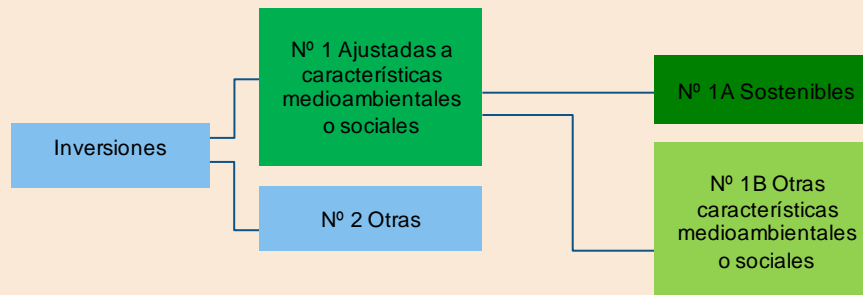 Inversiones
Nº 1 Ajustadas a
características
medioambientales
o sociales
Nº 2 Otras
Nº 1A Sostenibles
Nº 1B Otras
características
medioambientales
o sociales